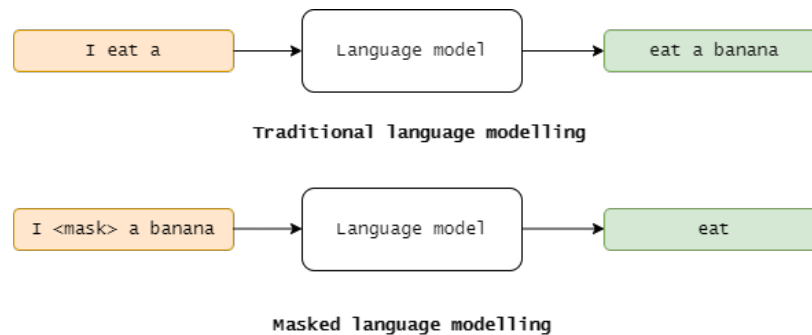 I eat a
Language model
eat a banana
Traditional language modelling
I <mask> a banana
Language model
eat
Masked language modelling